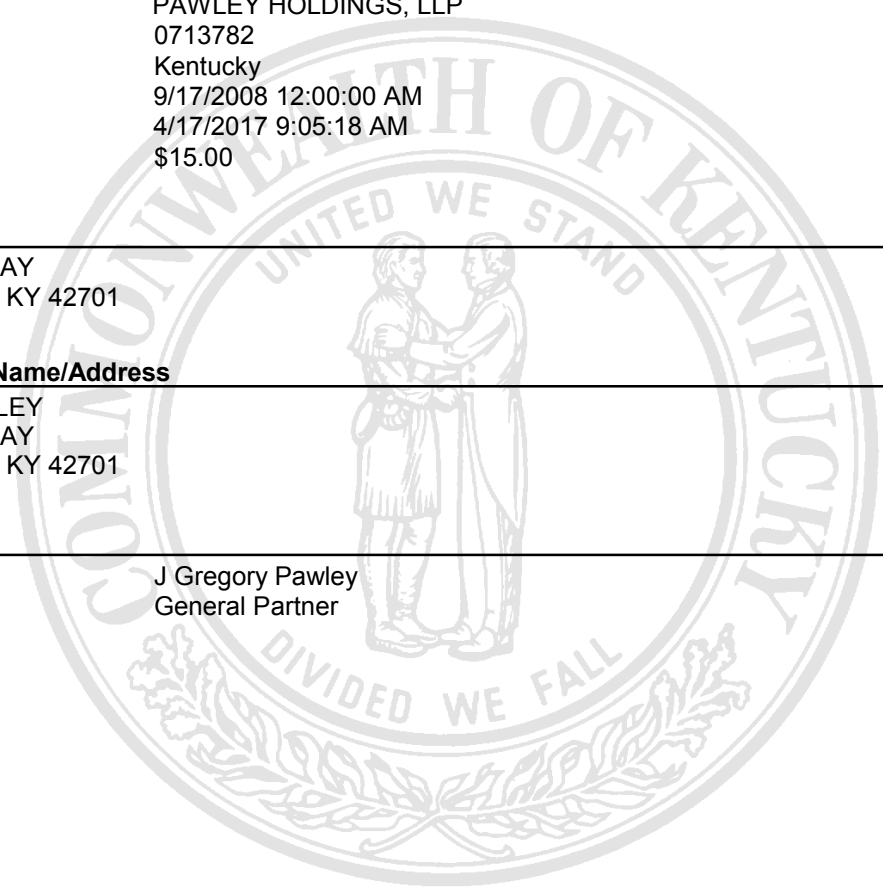 PAWLEY HOLDINGS, LLP
0713782
Kentucky
9/17/2008 12:00:00 AM
4/17/2017 9:05:18 AM
$15.00
COMMONWEALTH OF KENTUCKY
UNITED WE STAND
AY
KY 42701
Name/Address
LEY
AY
KY 42701
J Gregory Pawley
General Partner
DIVIDED WE FALL